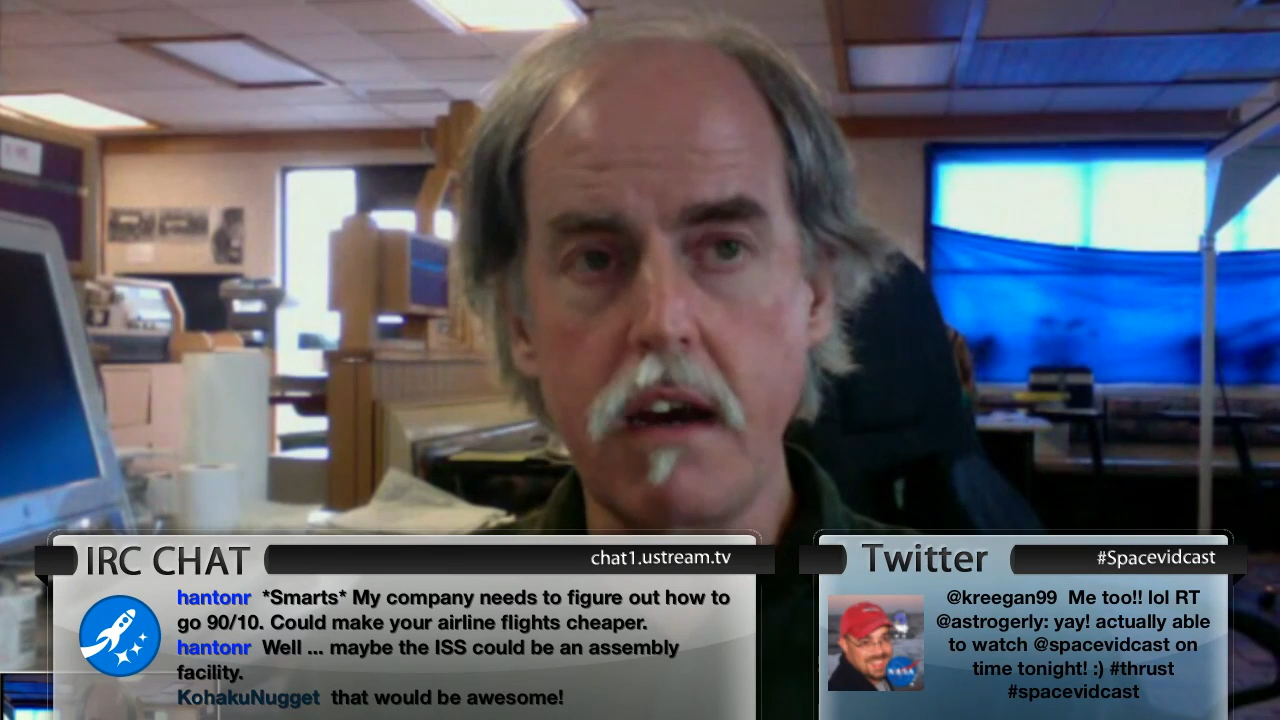 IRC CHAT
chat1.ustream.tv
hantonr *Smarts* My company needs to figure out how to
go 90/10. Could make your airline flights cheaper.
hantonr Well ... maybe the ISS could be an assembly
facility.
KohakuNugget that would be awesome!
Twitter
#Spacevidcast
@kreegan99 Me too!! lol RT
@astrogerly: yay! actually able
to watch @spacevidcast on
time tonight! :) #thrust
#spacevidcast
NASA